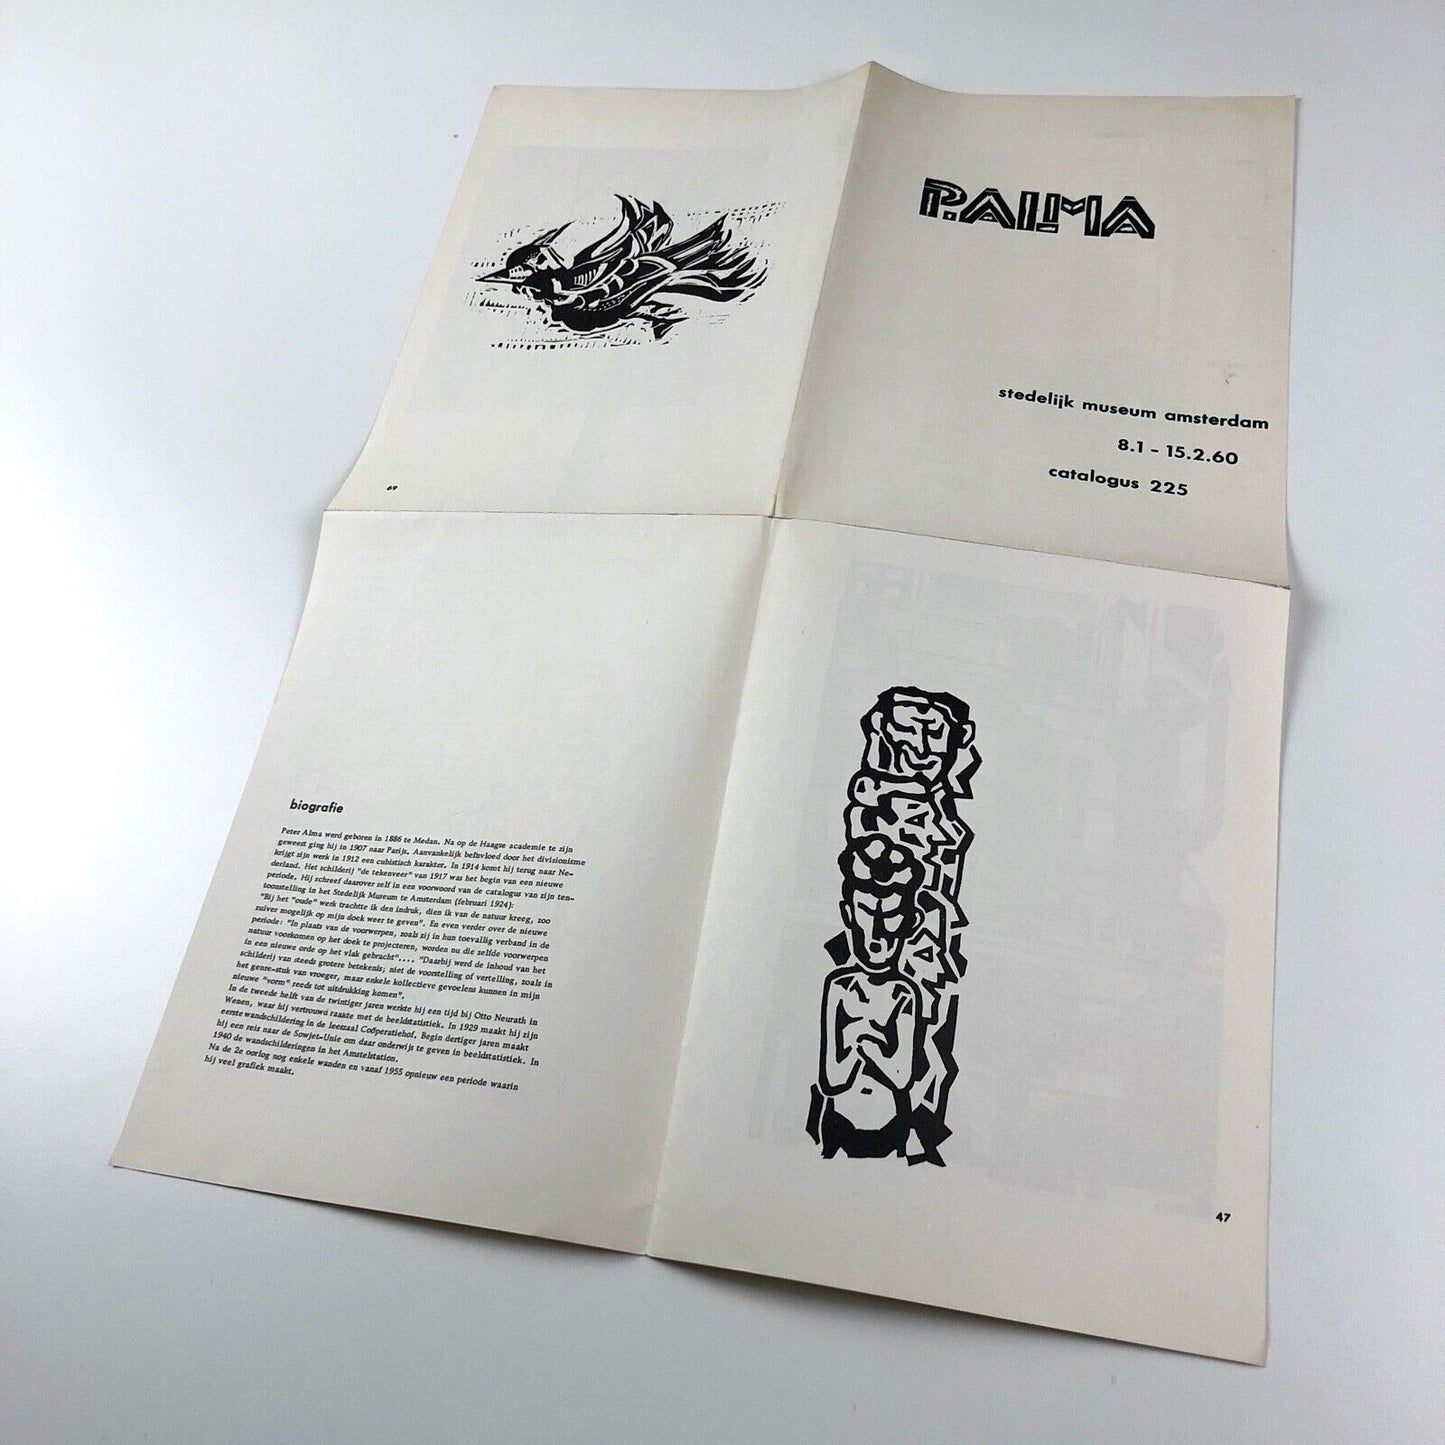 P. ALMA
stedelijk museum amsterdam
8.1 - 15.2.60
catalogus 225
69
biografie
Peter Alma werd geboren in 1886 te Medan. Na op de Haagse academie te zijn
geweest ging hij in 1907 naar Parijs. Aanvankelijk beïnvloed door het divisionisme
krijgt zijn werk in 1912 een cubistisch karakter. In 1914 komt hij terug naar Ne-
derland. Het schilderij "de tekenveer" van 1917 was het begin van een nieuwe
periode. Hij schreef daarover zelf in een voorwoord van de catalogus van zijn ten-
toonstelling in het Stedelijk Museum te Amsterdam (februari 1924):
"Bij het "oude" werk trachtte ik den indruk, dien ik van de natuur kreeg, zoo
zuiver mogelijk op mijn doek weer te geven". En even verder over de nieuwe
periode: "In plaats van de voorwerpen, zoals zij in hun toevallig verband in de
natuur voorkomen op het doek te projecteren, worden nu die zelfde voorwerpen
in een nieuwe orde op het vlak gebracht".... "Daarbij werd de inhoud van het
schilderij van steeds grotere betekenis; niet de voorstelling of vertelling, zoals in
het genre-stuk van vroeger, maar enkele kollectieve gevoelens kunnen in mijn
nieuwe "vorm" reeds tot uitdrukking komen".
In de tweede helft van de twintiger jaren werkte hij een tijd bij Otto Neurath in
Wenen, waar hij vertrouwd raakte met de beeldstatistiek. In 1929 maakt hij zijn
eerste wandschildering in de leeszaal Coöperatiehof. Begin dertiger jaren maakt
hij een reis naar de Sowjet-Unie om daar onderwijs te geven in beeldstatistiek. In
1940 de wandschilderingen in het Amstelstation.
Na de 2e oorlog nog enkele wanden en vanaf 1955 opnieuw een periode waarin
hij veel grafiek maakt.
47